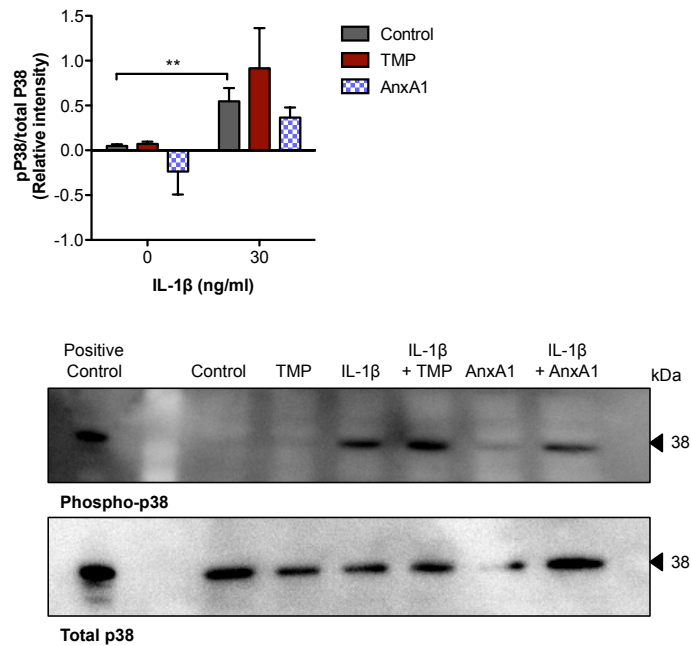 pP38/total P38
(Relative intensity)
1.5
1.0
0.5
0.0
-0.5
-1.0
**
0 30
IL-1β (ng/ml)
Control
TMP
AnxA1
Positive
Control
Control
TMP
IL-1β
IL-1β
+ TMP
AnxA1
IL-1β
+ AnxA1
kDa
38
Phospho-p38
38
Total p38